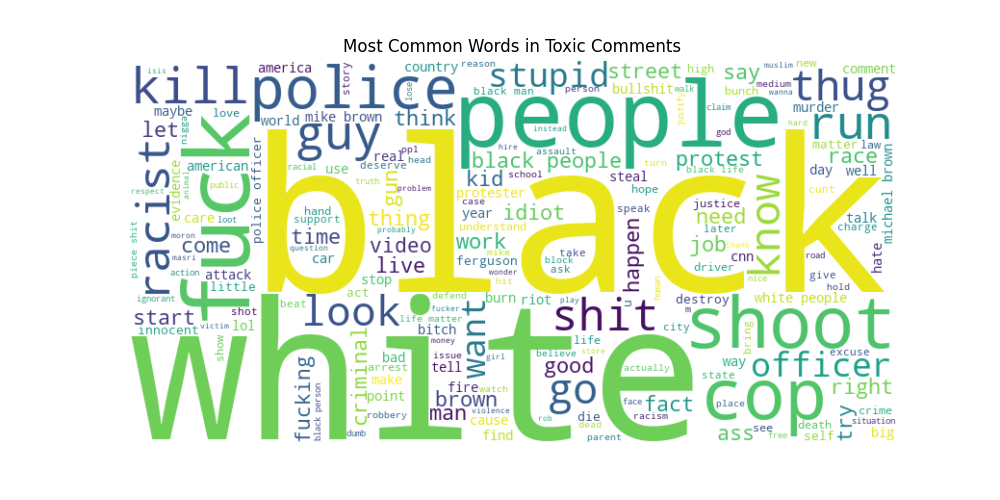 Most Common Words in Toxic Comments
kill
police
america
story
country
reason
stupid
street
high
say
muslim
new
comment
isis
maybe
love
nigga
world
mike brown
lose
think
black man
person
bullshit
bunch
walk
medium
wanna
thug
murder
let
fuck
guy
people
instead
justify
claim
god
hard
run
racist
evidence
american
police officer
racial
use
real
ppl
head
deserve
gun
black people
hire
assault
school
turn
protest
black life
matter
law
race
day
well
respect
animal
public
truth
problem
kid
protester
steal
hope
cunt
michael brown
care
loot
hand
support
thing
case
year
understand
idiot
speak
justice
need
later
know
talk
charge
piece shit
moron
masri
come
time
question
probably
video
work
mike
happen
job
cnn
thank
road
hate
action
attack
car
live
ferguson
wonder
hit
block
take
ask
human
driver
give
hold
ignorant
little
black
stop
act
defend
burn
riot
play
u
destroy
m
white people
start
shot
beat
look
fucker
life matter
want
shit
city
bring
shoot
innocent
victim
lol
show
bitch
money
issue
girl
life
believe
store
actually
way
state
excuse
officer
white
fucking
black person
criminal
bad
arrest
make
point
tell
fire
watch
good
go
face
fact
cop
place
right
robbery
brown
violence
man
cause
rob
die
dead
racism
death
see
crime
situation
dumb
find
parent
ass
nice
free
self
try
big